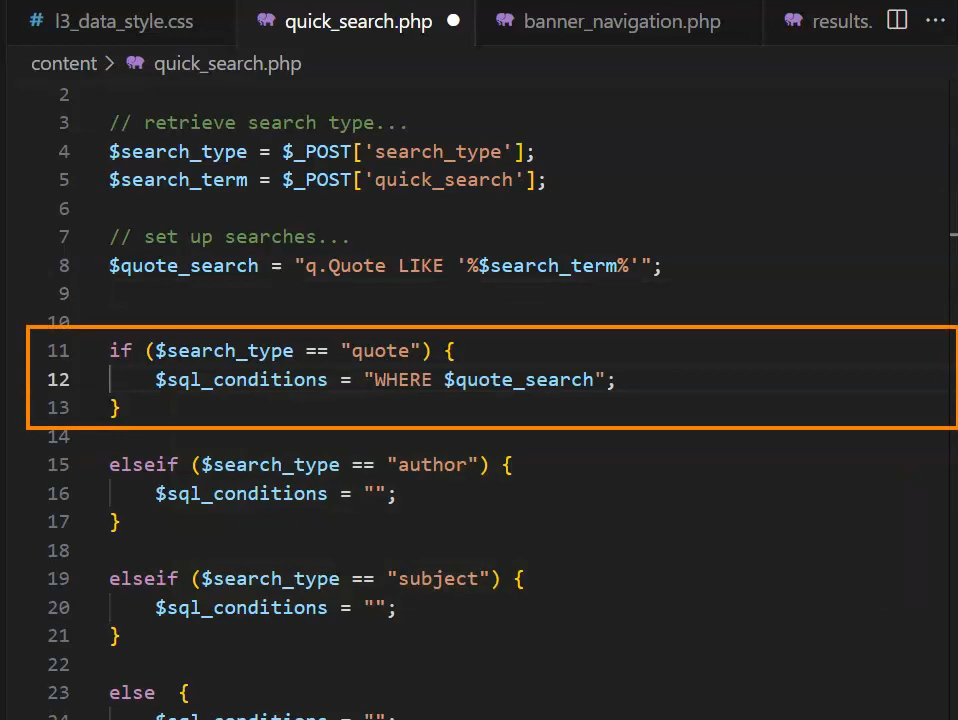 # l3_data_style.css quick_search.php banner_navigation.php results. ...
content > quick_search.php
2
3 // retrieve search type...
4 $search_type = $_POST['search_type'];
5 $search_term = $_POST['quick_search'];
6
7 // set up searches...
8 $quote_search = "q.Quote LIKE '%$search_term%'";
9
10
11 if ($search_type == "quote") {
12 $sql_conditions = "WHERE $quote_search";
13 }
14
15 elseif ($search_type == "author") {
16 $sql_conditions = "";
17 }
18
19 elseif ($search_type == "subject") {
20 $sql_conditions = "";
21 }
22
23 else {
24 $sql_conditions = "";